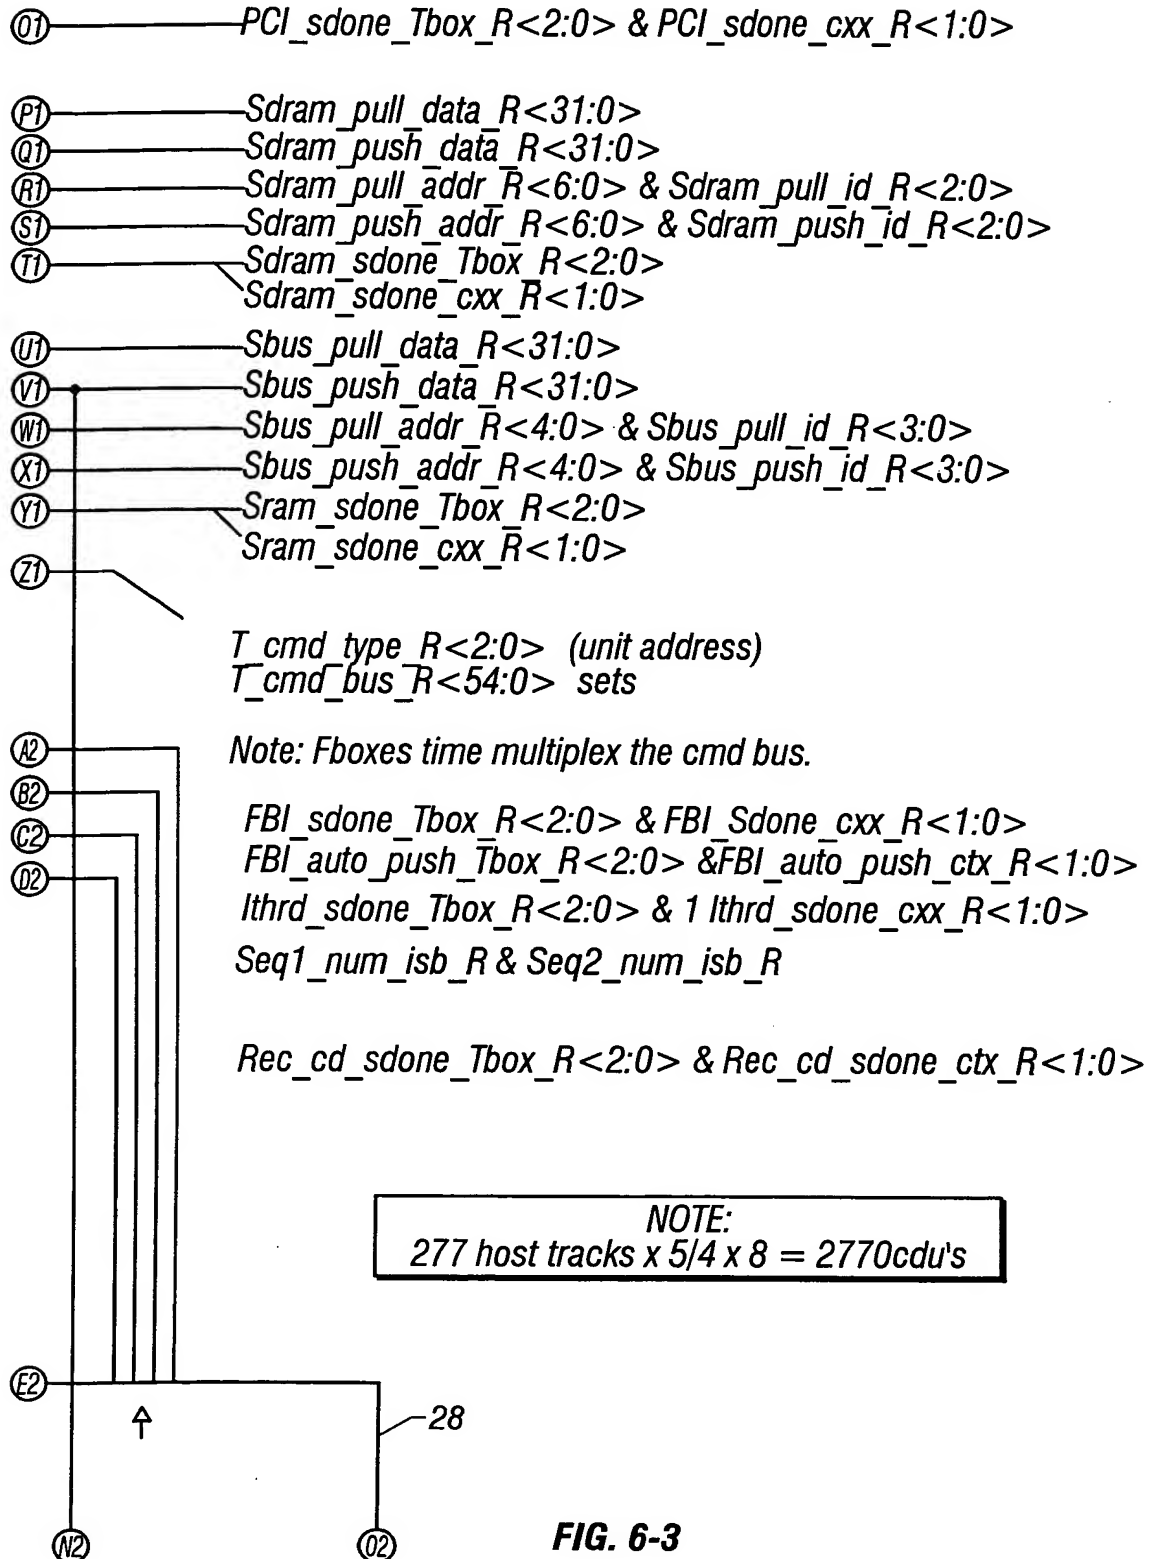 O1 PCI_sdone_Tbox_R<2:0> & PCI_sdone_cxx_R<1:0>
P1 Sdram_pull_data_R<31:0>
Q1 Sdram_push_data_R<31:0>
R1 Sdram_pull_addr_R<6:0> & Sdram_pull_id_R<2:0>
S1 Sdram_push_addr_R<6:0> & Sdram_push_id_R<2:0>
T1 Sdram_sdone_Tbox_R<2:0>
Sdram_sdone_cxx_R<1:0>
U1 Sbus_pull_data_R<31:0>
V1 Sbus_push_data_R<31:0>
W1 Sbus_pull_addr_R<4:0> & Sbus_pull_id_R<3:0>
X1 Sbus_push_addr_R<4:0> & Sbus_push_id_R<3:0>
Y1 Sram_sdone_Tbox_R<2:0>
Sram_sdone_cxx_R<1:0>
Z1
T_cmd_type_R<2:0> (unit address)
T_cmd_bus_R<54:0> sets
A2 Note: Fboxes time multiplex the cmd bus.
B2
FBI_sdone_Tbox_R<2:0> & FBI_Sdone_cxx_R<1:0>
C2
FBI_auto_push_Tbox_R<2:0> &FBI_auto_push_ctx_R<1:0>
D2
Ithrd_sdone_Tbox_R<2:0> & 1 Ithrd_sdone_cxx_R<1:0>
Seq1_num_isb_R & Seq2_num_isb_R
Rec_cd_sdone_Tbox_R<2:0> & Rec_cd_sdone_ctx_R<1:0>
NOTE:
277 host tracks x 5/4 x 8 = 2770cdu's
E2
28
N2 O2 FIG. 6-3